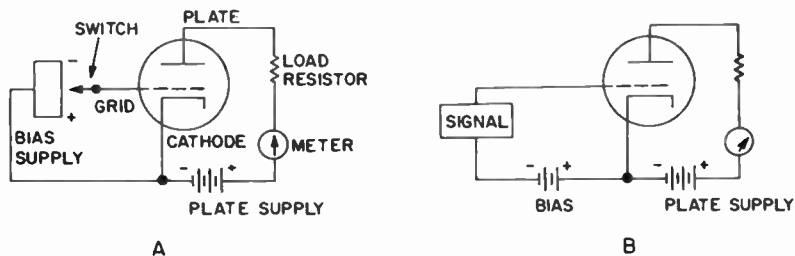 PLATE
SWITCH
-
+
GRID
BIAS
SUPPLY
LOAD
RESISTOR
CATHODE
METER
- +
PLATE SUPPLY
A
SIGNAL
- +
BIAS
- +
PLATE SUPPLY
B